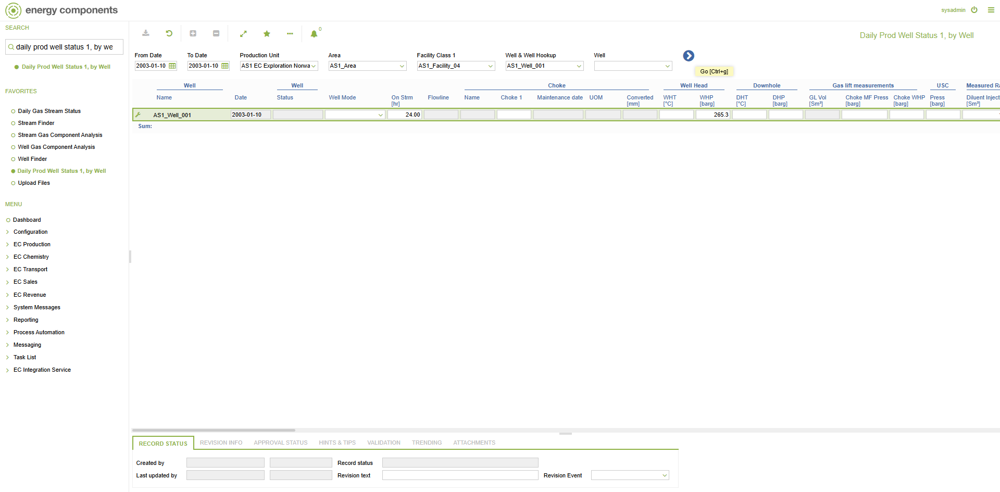 energy components
sysadmin
SEARCH
daily prod well status 1, by we
Daily Prod Well Status 1, by Well
FAVORITES
Daily Gas Stream Status
Stream Finder
Stream Gas Component Analysis
Well Gas Component Analysis
Well Finder
Daily Prod Well Status 1, by Well
Upload Files
MENU
Dashboard
Configuration
EC Production
EC Chemistry
EC Transport
EC Sales
EC Revenue
System Messages
Reporting
Process Automation
Messaging
Task List
EC Integration Service
0
Daily Prod Well Status 1, by Well
From Date To Date Production Unit Area Facility Class 1 Well & Well Hookup Well
2003-01-10 2003-01-10 AS1 EC Exploration Norwa AS1_Area AS1_Facility_04 AS1_Well_001
Go [Ctrl+g]
Well Well Choke Well Head Downhole Gas lift measurements USC Measured Ra
Name Date Status Well Mode On Strm Flowline Name Choke 1 Maintenance date UOM Converted WHT WHP DHT DHP GL Vol Choke MF Press Choke WHP Press Diluent Inject
[hr] [mm] [°C] [barg] [°C] [barg] [Sm³] [barg] [barg] [barg] [Sm³]
AS1_Well_001 2003-01-10 24.00 265.3
Sum:
RECORD STATUS REVISION INFO APPROVAL STATUS HINTS & TIPS VALIDATION TRENDING ATTACHMENTS
Created by Record status
Last updated by Revision text Revision Event